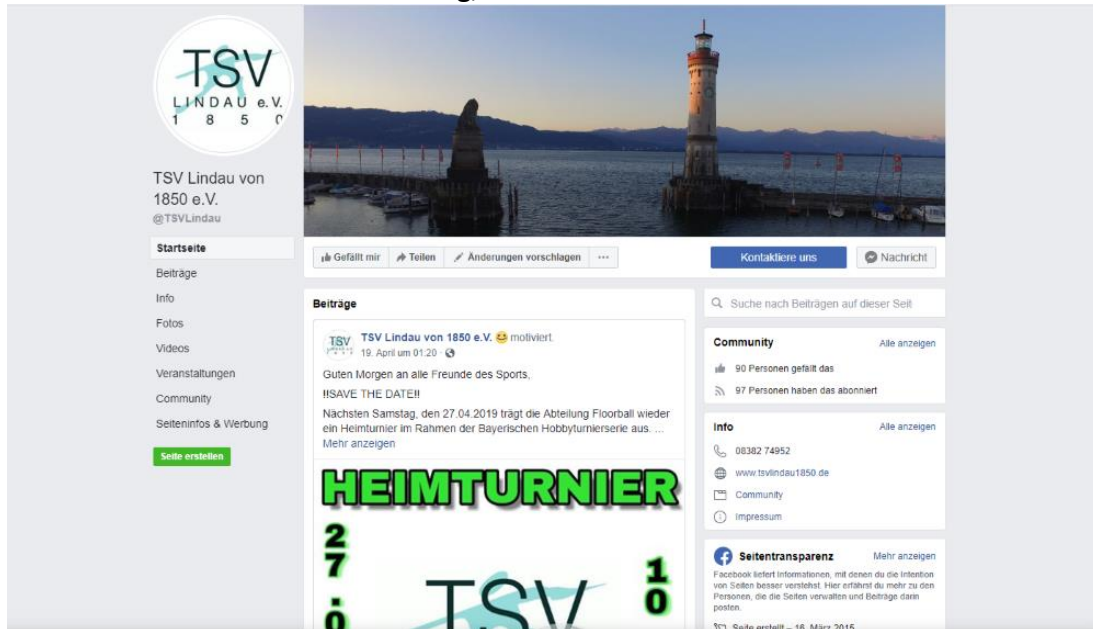 TSV
LINDAU e.V.
1 8 5 0
TSV Lindau von
1850 e.V.
@TSVLindau
Startseite
Beiträge
Info
Fotos
Videos
Veranstaltungen
Community
Seiteninfos & Werbung
Seite erstellen
Gefällt mir
Teilen
Änderungen vorschlagen
Kontaktiere uns
Nachricht
Beiträge
TSV Lindau von 1850 e.V. 😆 motiviert.
19. April um 01:20 ·
Guten Morgen an alle Freunde des Sports,
!!SAVE THE DATE!!
Nächsten Samstag, den 27.04.2019 trägt die Abteilung Floorball wieder
ein Heimturnier im Rahmen der Bayerischen Hobbyturnierserie aus. ...
Mehr anzeigen
HEIMTURNIER
27.0
TSV
10
Suche nach Beiträgen auf dieser Seit
Community
Alle anzeigen
90 Personen gefällt das
97 Personen haben das abonniert
Info
Alle anzeigen
08382 74952
www.tsvlindau1850.de
Community
Impressum
Seitentransparenz
Mehr anzeigen
Facebook liefert Informationen, mit denen du die Intention
von Seiten besser verstehst. Hier erfährst du mehr zu den
Personen, die die Seiten verwalten und Beiträge darin
posten.
Seite erstellt – 16. März 2015